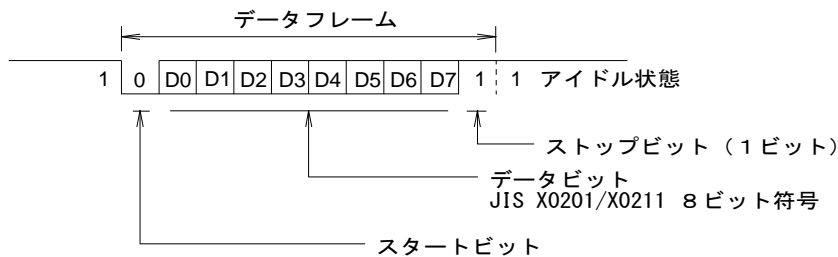 データフレーム
1 0 D0 D1 D2 D3 D4 D5 D6 D7 1 1 アイドル状態
ストップビット（１ビット）
データビット
JIS X0201/X0211 ８ビット符号
スタートビット